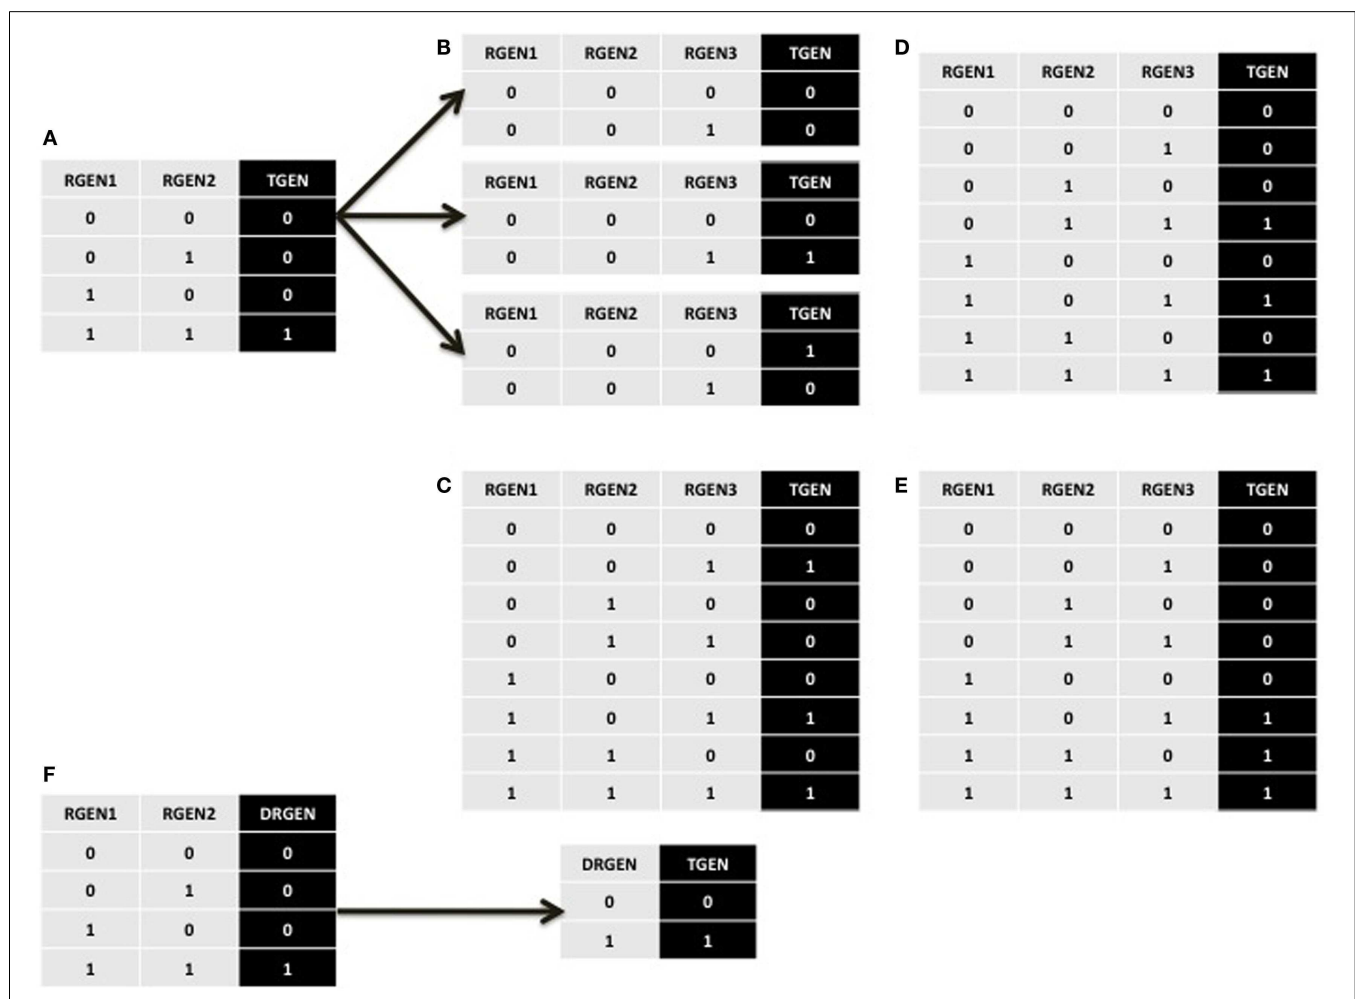 A
RGEN1 RGEN2 TGEN
0 0 0
0 1 0
1 0 0
1 1 1
B
RGEN1 RGEN2 RGEN3 TGEN
0 0 0 0
0 0 1 0
RGEN1 RGEN2 RGEN3 TGEN
0 0 0 0
0 0 1 1
RGEN1 RGEN2 RGEN3 TGEN
0 0 0 1
0 0 1 0
C
RGEN1 RGEN2 RGEN3 TGEN
0 0 0 0
0 0 1 1
0 1 0 0
0 1 1 0
1 0 0 0
1 0 1 1
1 1 0 0
1 1 1 1
D
RGEN1 RGEN2 RGEN3 TGEN
0 0 0 0
0 0 1 0
0 1 0 0
0 1 1 1
1 0 0 0
1 0 1 1
1 1 0 0
1 1 1 1
E
RGEN1 RGEN2 RGEN3 TGEN
0 0 0 0
0 0 1 0
0 1 0 0
0 1 1 0
1 0 0 0
1 0 1 1
1 1 0 1
1 1 1 1
F
RGEN1 RGEN2 DRGEN
0 0 0
0 1 0
1 0 0
1 1 1
DRGEN TGEN
0 0
1 1